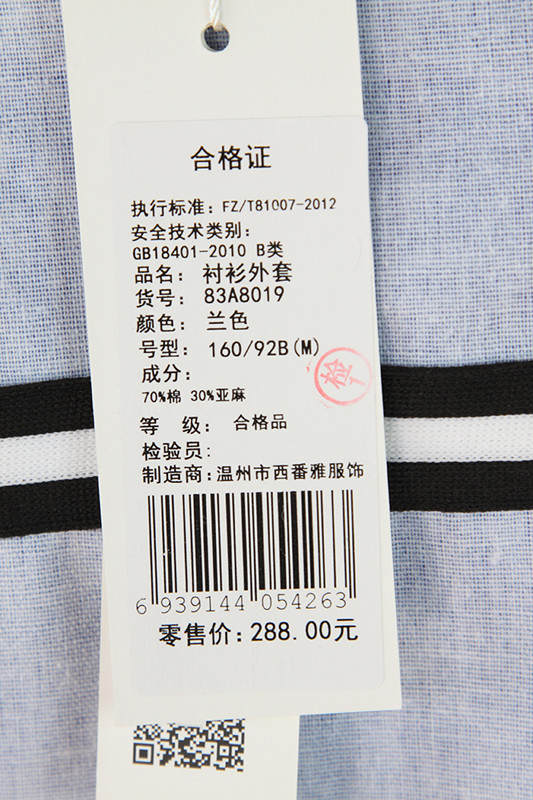 合格证
执行标准：FZ/T81007-2012
安全技术类别：
GB18401-2010 B类
品名： 衬衫外套
货号： 83A8019
颜色： 兰色
号型： 160/92B(M)
检
成分：
70%棉 30%亚麻
等 级： 合格品
检验员：
制造商：温州市西番雅服饰
6 939144 054263
零售价：288.00元